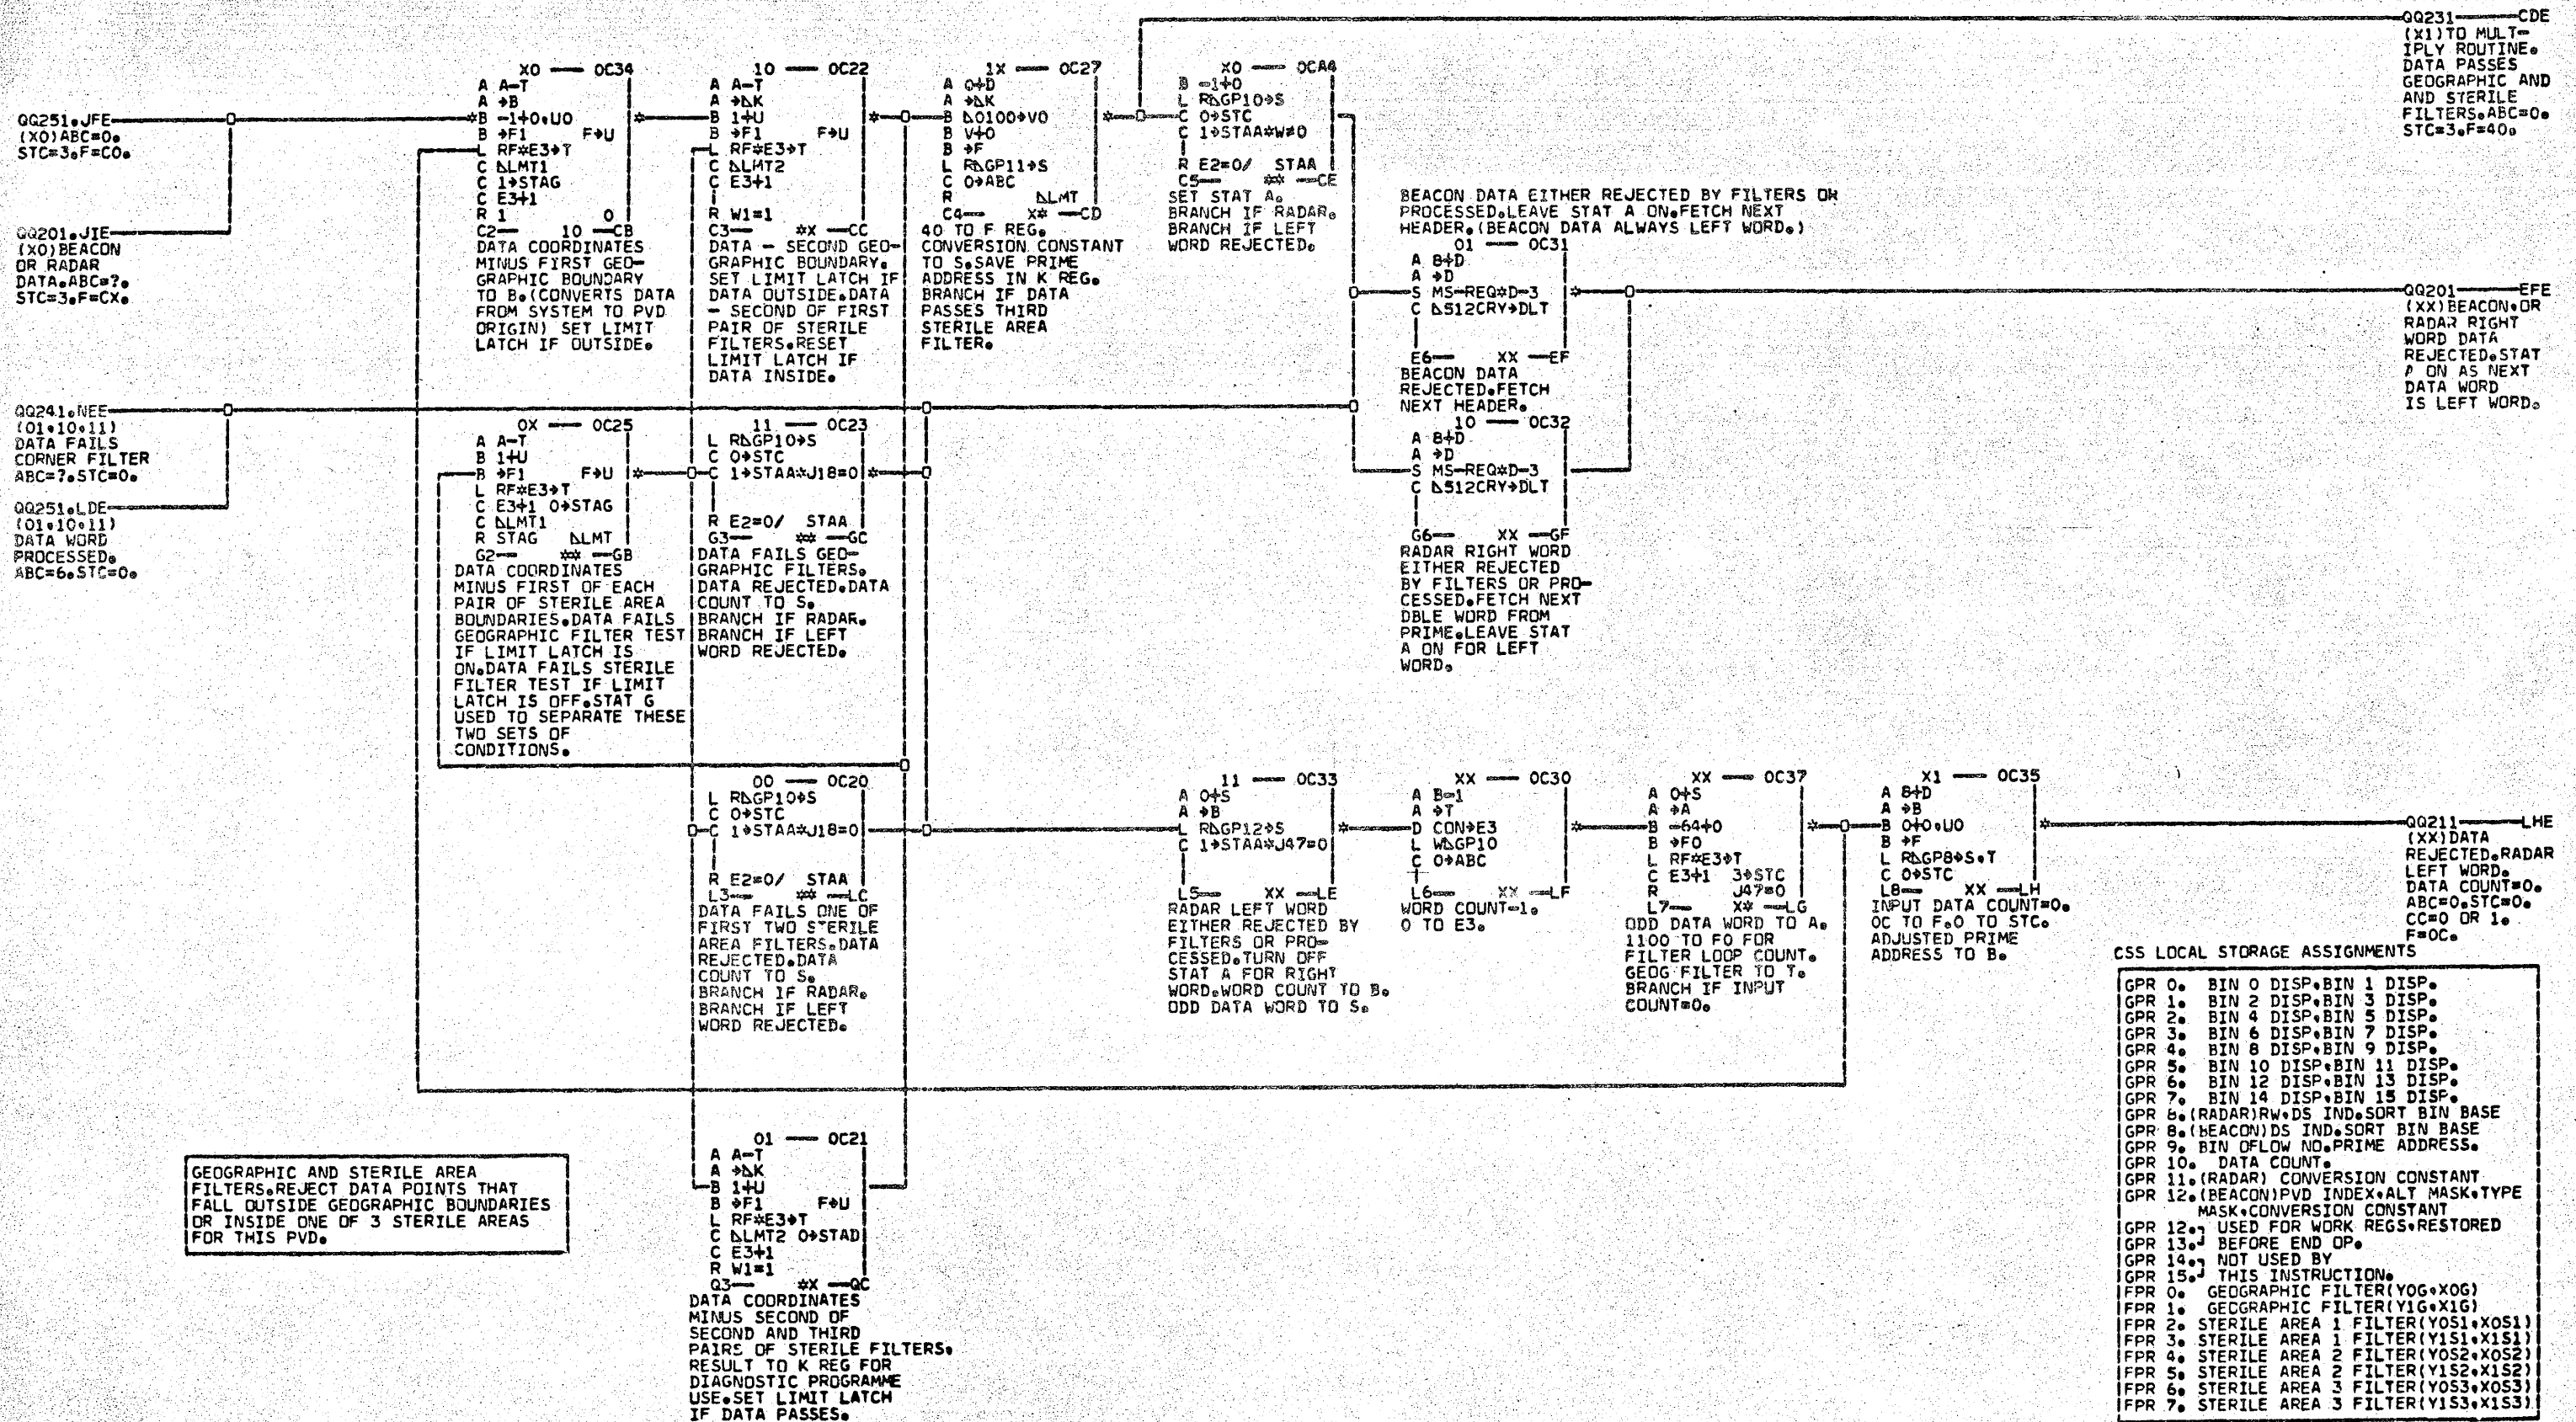 QQ251.JFE
(X0)ABC=0.
STC=3.F=C0.
QQ201.JIE
(X0)BEACON
OR RADAR
DATA.ABC=?.
STC=3.F=CX.
X0 — 0C34
A A-T
A →B
*B -1+0.U0
B →F1 F→U
L RF*E3→T
C ΔLMT1
C 1→STAG
C E3+1
R 1 0
C2— 10 —CB
DATA COORDINATES
MINUS FIRST GEO-
GRAPHIC BOUNDARY
TO B.(CONVERTS DATA
FROM SYSTEM TO PVD
ORIGIN) SET LIMIT
LATCH IF OUTSIDE.
10 — 0C22
A A-T
A →ΔK
B 1+U
B →F1 F→U
L RF*E3→T
C ΔLMT2
C E3+1
R W1=1
C3— *X —CC
DATA - SECOND GEO-
GRAPHIC BOUNDARY.
SET LIMIT LATCH IF
DATA OUTSIDE.DATA
- SECOND OF FIRST
PAIR OF STERILE
FILTERS.RESET
LIMIT LATCH IF
DATA INSIDE.
1X — 0C27
A 0+D
A →ΔK
B Δ0100→V0
B V+0
B →F
L RΔGP11→S
C 0→ABC
R ΔLMT
C4— X* —CD
40 TO F REG.
CONVERSION CONSTANT
TO S.SAVE PRIME
ADDRESS IN K REG.
BRANCH IF DATA
PASSES THIRD
STERILE AREA
FILTER.
X0 — 0CA4
B -1+0
L RΔGP10→S
C 0→STC
C 1→STAA*W≠0
R E2=0/ STAA
C5— ** —CE
SET STAT A.
BRANCH IF RADAR.
BRANCH IF LEFT
WORD REJECTED.
QQ231—CDE
(X1)TO MULT-
IPLY ROUTINE.
DATA PASSES
GEOGRAPHIC AND
AND STERILE
FILTERS.ABC=0.
STC=3.F=40.
BEACON DATA EITHER REJECTED BY FILTERS OR
PROCESSED.LEAVE STAT A ON.FETCH NEXT
HEADER.(BEACON DATA ALWAYS LEFT WORD.)
01 — 0C31
A 8+D
A →D
S MS-REQ*D-3
C Δ512CRY→DLT
E6— XX —EF
BEACON DATA
REJECTED.FETCH
NEXT HEADER.
QQ201—EFE
(XX)BEACON.OR
RADAR RIGHT
WORD DATA
REJECTED.STAT
A ON AS NEXT
DATA WORD
IS LEFT WORD.
QQ241.NEE
(01.10.11)
DATA FAILS
CORNER FILTER
ABC=?.STC=0.
QQ251.LDE
(01.10.11)
DATA WORD
PROCESSED.
ABC=6.STC=0.
0X — 0C25
A A-T
B 1+U
B →F1 F→U
L RF*E3→T
C E3+1 0→STAG
C ΔLMT1
R STAG ΔLMT
G2— ** —GB
DATA COORDINATES
MINUS FIRST OF EACH
PAIR OF STERILE AREA
BOUNDARIES.DATA FAILS
GEOGRAPHIC FILTER TEST
IF LIMIT LATCH IS
ON.DATA FAILS STERILE
FILTER TEST IF LIMIT
LATCH IS OFF.STAT G
USED TO SEPARATE THESE
TWO SETS OF
CONDITIONS.
11 — 0C23
L RΔGP10→S
C 0→STC
C 1→STAA*J18=0
R E2=0/ STAA
G3— ** —GC
DATA FAILS GEO-
GRAPHIC FILTERS.
DATA REJECTED.DATA
COUNT TO S.
BRANCH IF RADAR.
BRANCH IF LEFT
WORD REJECTED.
10 — 0C32
A 8+D
A →D
S MS-REQ*D-3
C Δ512CRY→DLT
G6— XX —GF
RADAR RIGHT WORD
EITHER REJECTED
BY FILTERS OR PRO-
CESSED.FETCH NEXT
DBLE WORD FROM
PRIME.LEAVE STAT
A ON FOR LEFT
WORD.
00 — 0C20
L RΔGP10→S
C 0→STC
C 1→STAA*J18=0
R E2=0/ STAA
L3— ** —LC
DATA FAILS ONE OF
FIRST TWO STERILE
AREA FILTERS.DATA
REJECTED.DATA
COUNT TO S.
BRANCH IF RADAR.
BRANCH IF LEFT
WORD REJECTED.
11 — 0C33
A 0+S
A →B
L RΔGP12→S
C 1→STAA*J47=0
L5— XX —LE
RADAR LEFT WORD
EITHER REJECTED BY
FILTERS OR PRO-
CESSED.TURN OFF
STAT A FOR RIGHT
WORD.WORD COUNT TO B.
ODD DATA WORD TO S.
XX — 0C30
A B-1
A →T
D CON→E3
L WΔGP10
C 0→ABC
L6— XX —LF
WORD COUNT-1.
0 TO E3.
XX — 0C37
A 0+S
A →A
B -64+0
B →F0
L RF*E3→T
C E3+1 3→STC
R J47=0
L7— X* —LG
ODD DATA WORD TO A.
1100 TO F0 FOR
FILTER LOOP COUNT.
GEOG FILTER TO T.
BRANCH IF INPUT
COUNT=0.
X1 — 0C35
A 8+D
A →B
B 0+0.U0
B →F
L RΔGP8→S.T
C 0→STC
L8— XX —LH
INPUT DATA COUNT=0.
0C TO F.0 TO STC.
ADJUSTED PRIME
ADDRESS TO B.
QQ211—LHE
(XX)DATA
REJECTED.RADAR
LEFT WORD.
DATA COUNT=0.
ABC=0.STC=0.
CC=0 OR 1.
F=0C.
01 — 0C21
A A-T
A →ΔK
B 1+U
B →F1 F→U
L RF*E3→T
C ΔLMT2 0→STAD
C E3+1
R W1=1
Q3— *X —QC
DATA COORDINATES
MINUS SECOND OF
SECOND AND THIRD
PAIRS OF STERILE FILTERS.
RESULT TO K REG FOR
DIAGNOSTIC PROGRAMME
USE.SET LIMIT LATCH
IF DATA PASSES.
GEOGRAPHIC AND STERILE AREA
FILTERS.REJECT DATA POINTS THAT
FALL OUTSIDE GEOGRAPHIC BOUNDARIES
OR INSIDE ONE OF 3 STERILE AREAS
FOR THIS PVD.
CSS LOCAL STORAGE ASSIGNMENTS
GPR 0. BIN 0 DISP.BIN 1 DISP.
GPR 1. BIN 2 DISP.BIN 3 DISP.
GPR 2. BIN 4 DISP.BIN 5 DISP.
GPR 3. BIN 6 DISP.BIN 7 DISP.
GPR 4. BIN 8 DISP.BIN 9 DISP.
GPR 5. BIN 10 DISP.BIN 11 DISP.
GPR 6. BIN 12 DISP.BIN 13 DISP.
GPR 7. BIN 14 DISP.BIN 15 DISP.
GPR 8.(RADAR)RW.DS IND.SORT BIN BASE
GPR 8.(BEACON)DS IND.SORT BIN BASE
GPR 9. BIN OFLOW NO.PRIME ADDRESS.
GPR 10. DATA COUNT.
GPR 11.(RADAR) CONVERSION CONSTANT
GPR 12.(BEACON)PVD INDEX.ALT MASK.TYPE
MASK.CONVERSION CONSTANT
GPR 12. USED FOR WORK REGS.RESTORED
GPR 13. BEFORE END OP.
GPR 14. NOT USED BY
GPR 15. THIS INSTRUCTION.
FPR 0. GEOGRAPHIC FILTER(Y0G.X0G)
FPR 1. GEOGRAPHIC FILTER(Y1G.X1G)
FPR 2. STERILE AREA 1 FILTER(Y0S1.X0S1)
FPR 3. STERILE AREA 1 FILTER(Y1S1.X1S1)
FPR 4. STERILE AREA 2 FILTER(Y0S2.X0S2)
FPR 5. STERILE AREA 2 FILTER(Y1S2.X1S2)
FPR 6. STERILE AREA 3 FILTER(Y0S3.X0S3)
FPR 7. STERILE AREA 3 FILTER(Y1S3.X1S3)